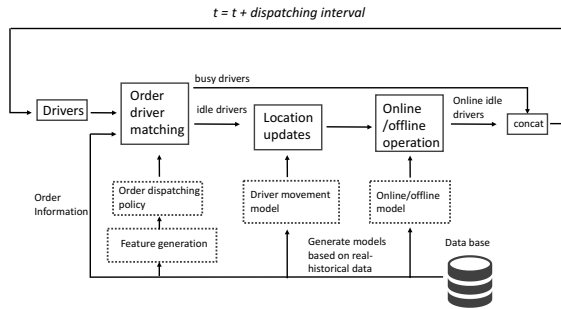 t = t + dispatching interval
busy drivers
Drivers
Order
driver
matching
idle drivers
Location
updates
Online
/offline
operation
Online idle
drivers
concat
Order
Information
Order dispatching
policy
Driver movement
model
Online/offline
model
Feature generation
Generate models
based on real-
historical data
Data base